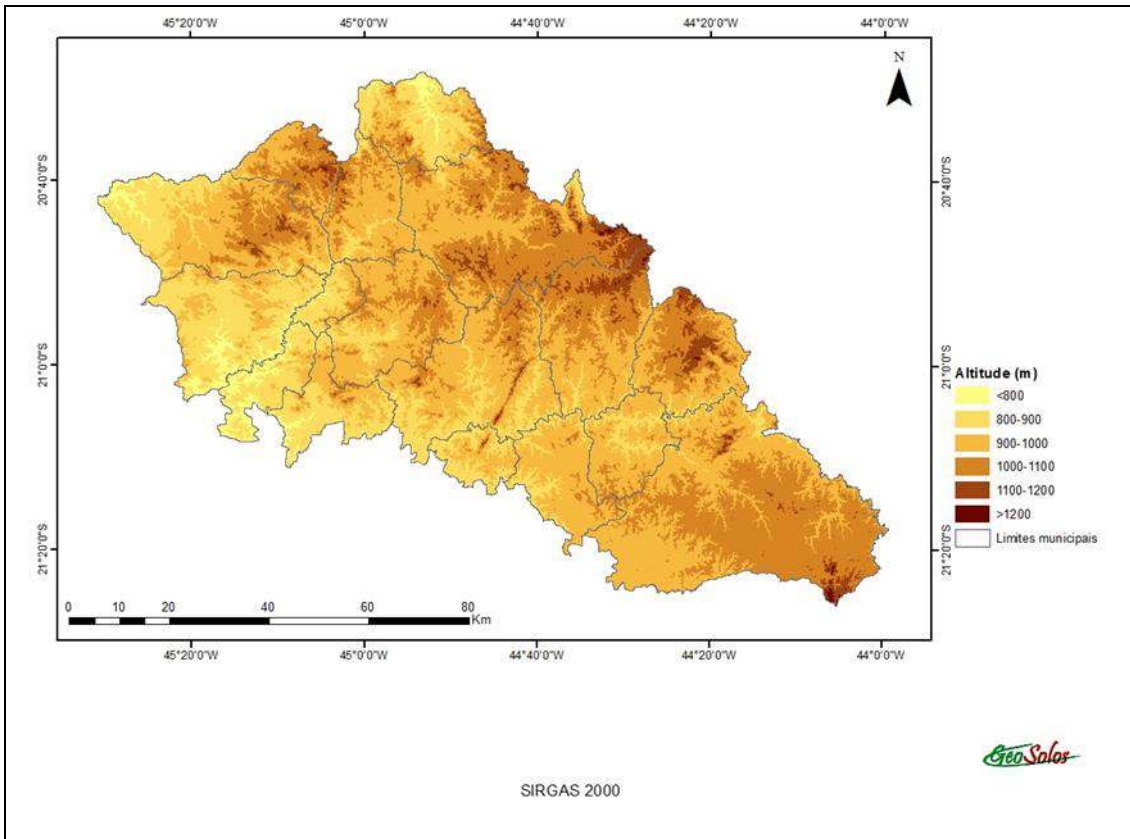 45°20'0"W 45°0'0"W 44°40'0"W 44°20'0"W 44°0'0"W
N
20°40'0"S 20°40'0"S
21°0'0"S 21°0'0"S
Altitude (m)
<800
800-900
900-1000
1000-1100
1100-1200
>1200
Limites municipais
21°20'0"S 21°20'0"S
0 10 20 40 60 80
Km
45°20'0"W 45°0'0"W 44°40'0"W 44°20'0"W 44°0'0"W
GeoSolos
SIRGAS 2000